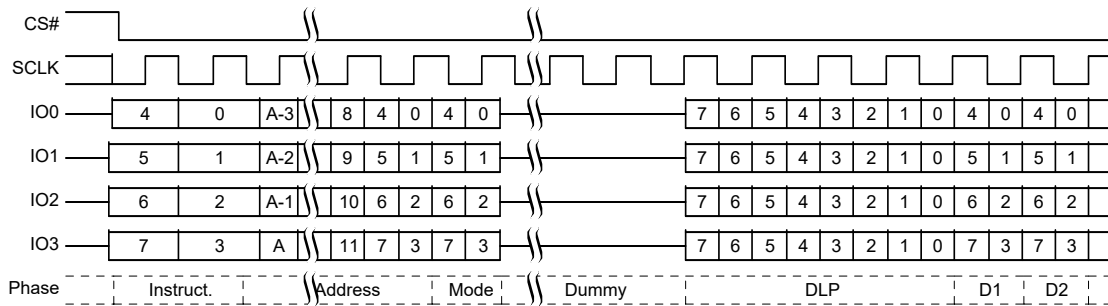 CS#
SCLK
IO0 4 0 A-3 8 4 0 4 0 7 6 5 4 3 2 1 0 4 0 4 0
IO1 5 1 A-2 9 5 1 5 1 7 6 5 4 3 2 1 0 5 1 5 1
IO2 6 2 A-1 10 6 2 6 2 7 6 5 4 3 2 1 0 6 2 6 2
IO3 7 3 A 11 7 3 7 3 7 6 5 4 3 2 1 0 7 3 7 3
Phase Instruct. Address Mode Dummy DLP D1 D2